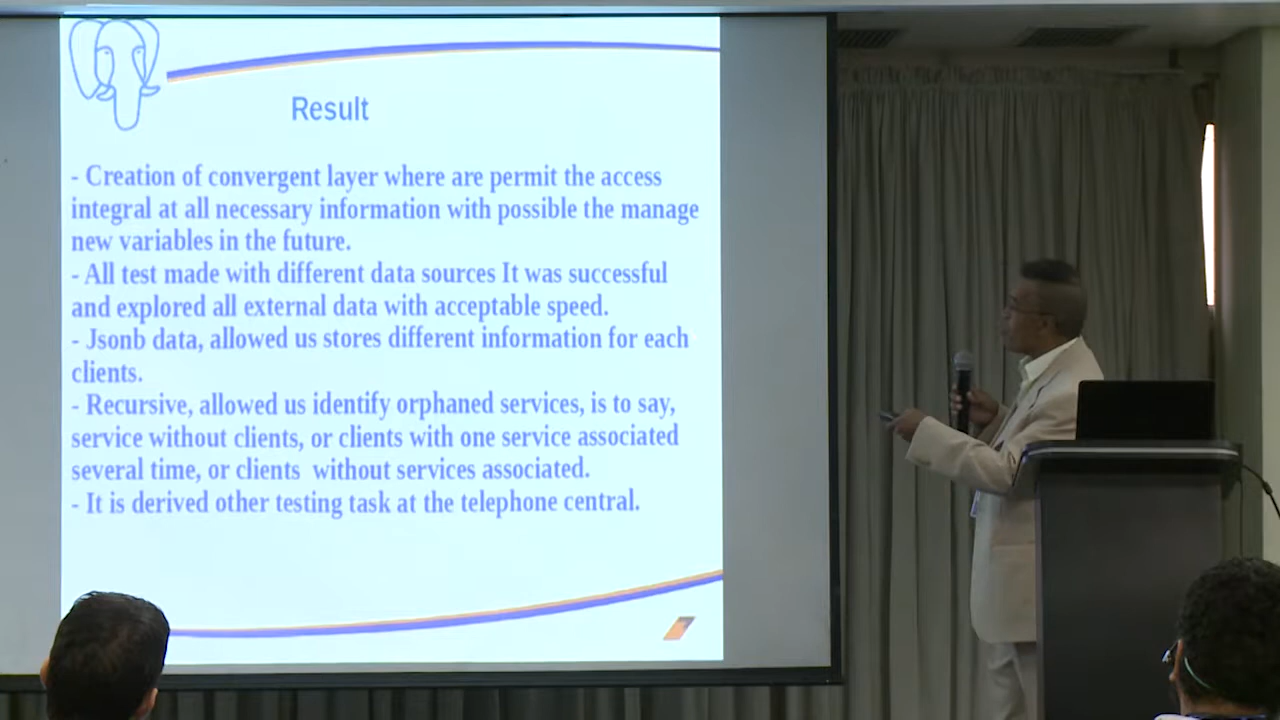 Result
- Creation of convergent layer where are permit the access
integral at all necessary information with possible the manage
new variables in the future.
- All test made with different data sources It was successful
and explored all external data with acceptable speed.
- Jsonb data, allowed us stores different information for each
clients.
- Recursive, allowed us identify orphaned services, is to say,
service without clients, or clients with one service associated
several time, or clients  without services associated.
- It is derived other testing task at the telephone central.